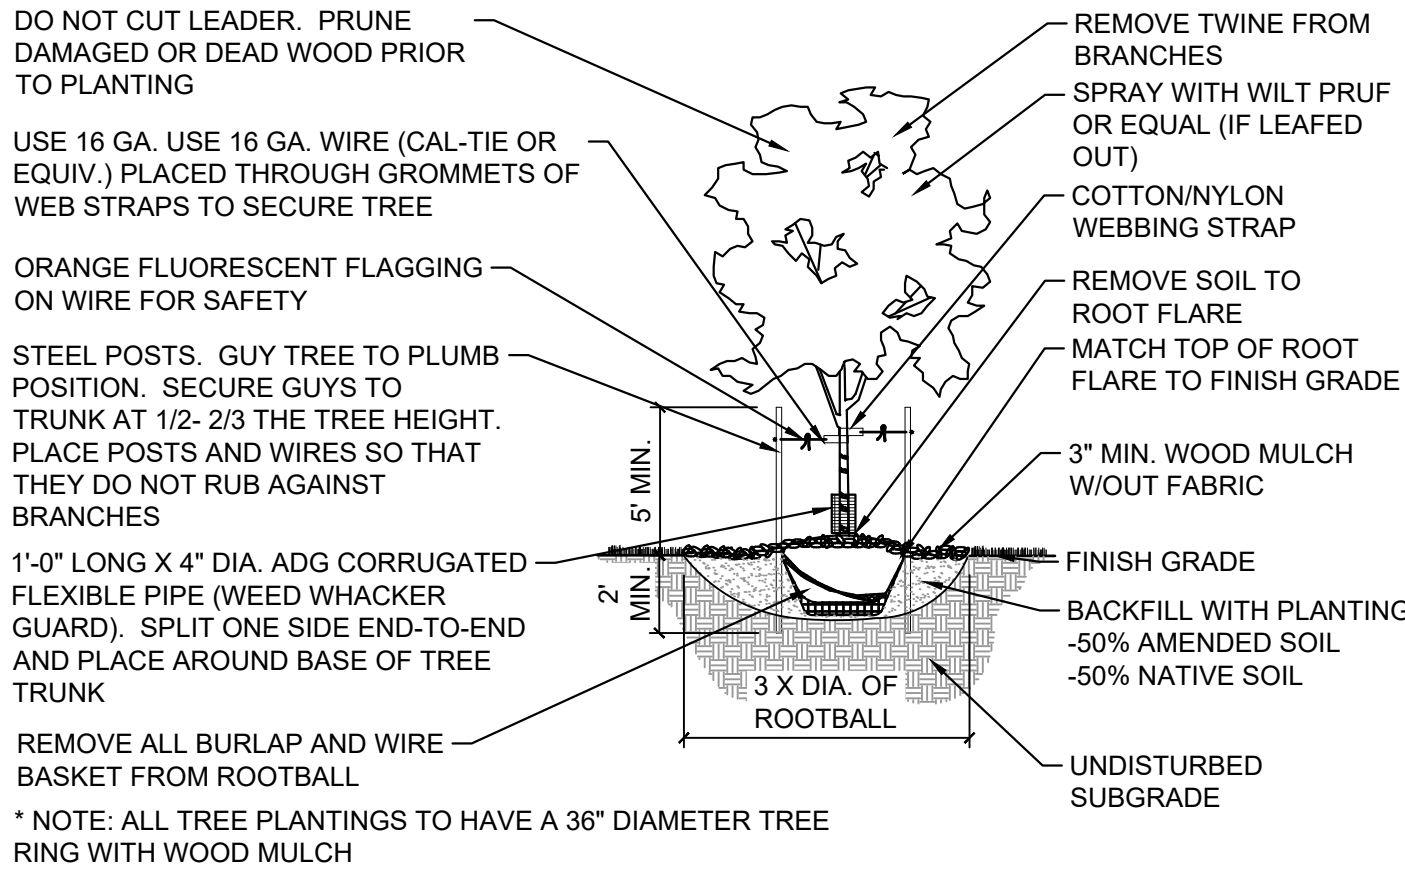 DO NOT CUT LEADER. PRUNE
DAMAGED OR DEAD WOOD PRIOR
TO PLANTING
USE 16 GA. USE 16 GA. WIRE (CAL-TIE OR
EQUIV.) PLACED THROUGH GROMMETS OF
WEB STRAPS TO SECURE TREE
ORANGE FLUORESCENT FLAGGING
ON WIRE FOR SAFETY
STEEL POSTS. GUY TREE TO PLUMB
POSITION. SECURE GUYS TO
TRUNK AT 1/2- 2/3 THE TREE HEIGHT.
PLACE POSTS AND WIRES SO THAT
THEY DO NOT RUB AGAINST
BRANCHES
1'-0" LONG X 4" DIA. ADG CORRUGATED
FLEXIBLE PIPE (WEED WHACKER
GUARD). SPLIT ONE SIDE END-TO-END
AND PLACE AROUND BASE OF TREE
TRUNK
REMOVE ALL BURLAP AND WIRE
BASKET FROM ROOTBALL
* NOTE: ALL TREE PLANTINGS TO HAVE A 36" DIAMETER TREE
RING WITH WOOD MULCH
5' MIN.
2'
MIN.
3 X DIA. OF
ROOTBALL
REMOVE TWINE FROM
BRANCHES
SPRAY WITH WILT PRUF
OR EQUAL (IF LEAFED
OUT)
COTTON/NYLON
WEBBING STRAP
REMOVE SOIL TO
ROOT FLARE
MATCH TOP OF ROOT
FLARE TO FINISH GRADE
3" MIN. WOOD MULCH
W/OUT FABRIC
FINISH GRADE
BACKFILL WITH PLANTING
-50% AMENDED SOIL
-50% NATIVE SOIL
UNDISTURBED
SUBGRADE